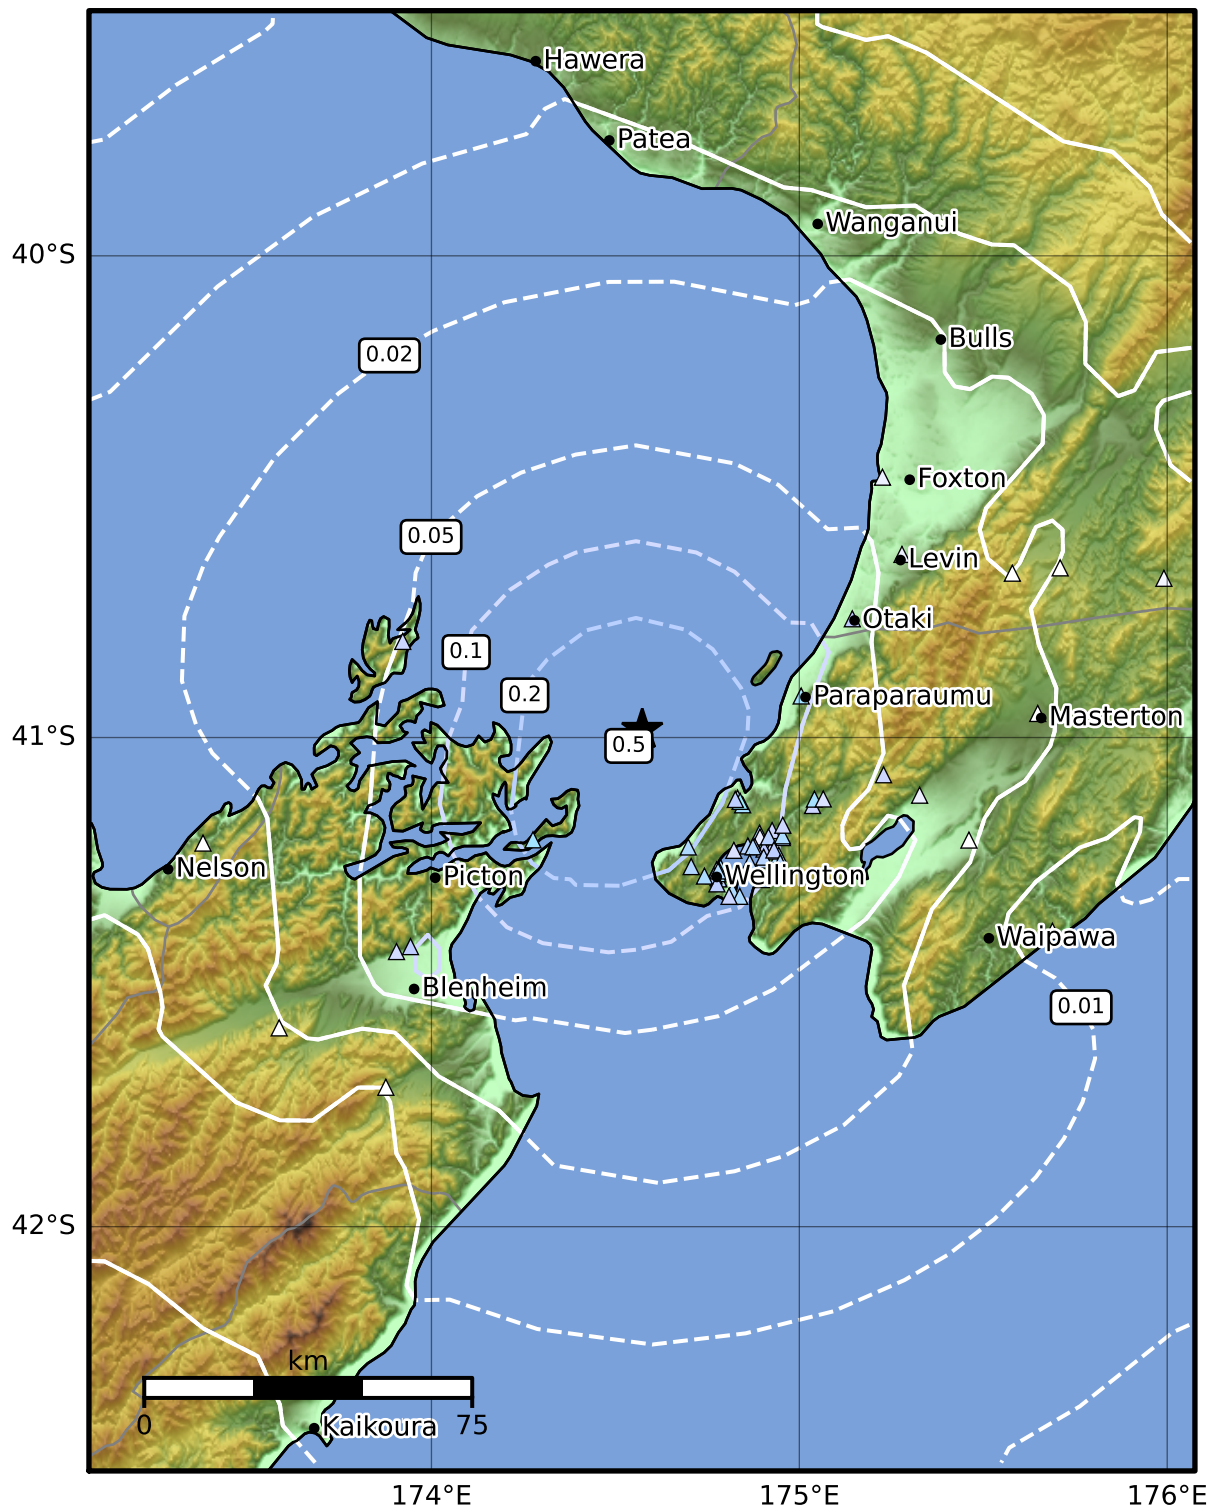 Hawera
Patea
Wanganui
40°S
Bulls
0.02
Foxton
0.05
Levin
Otaki
0.1
0.2
Paraparaumu
Masterton
41°S
0.5
Nelson
Picton
Wellington
Waipawa
Blenheim
0.01
42°S
km
0
75
Kaikoura
174°E
175°E
176°E